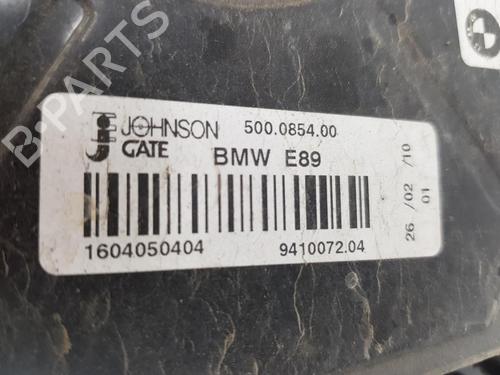 JOHNSON 500.0854.00
GATE BMW E89
1604050404 9410072.04
26 /02 /10
01
B-PARTS